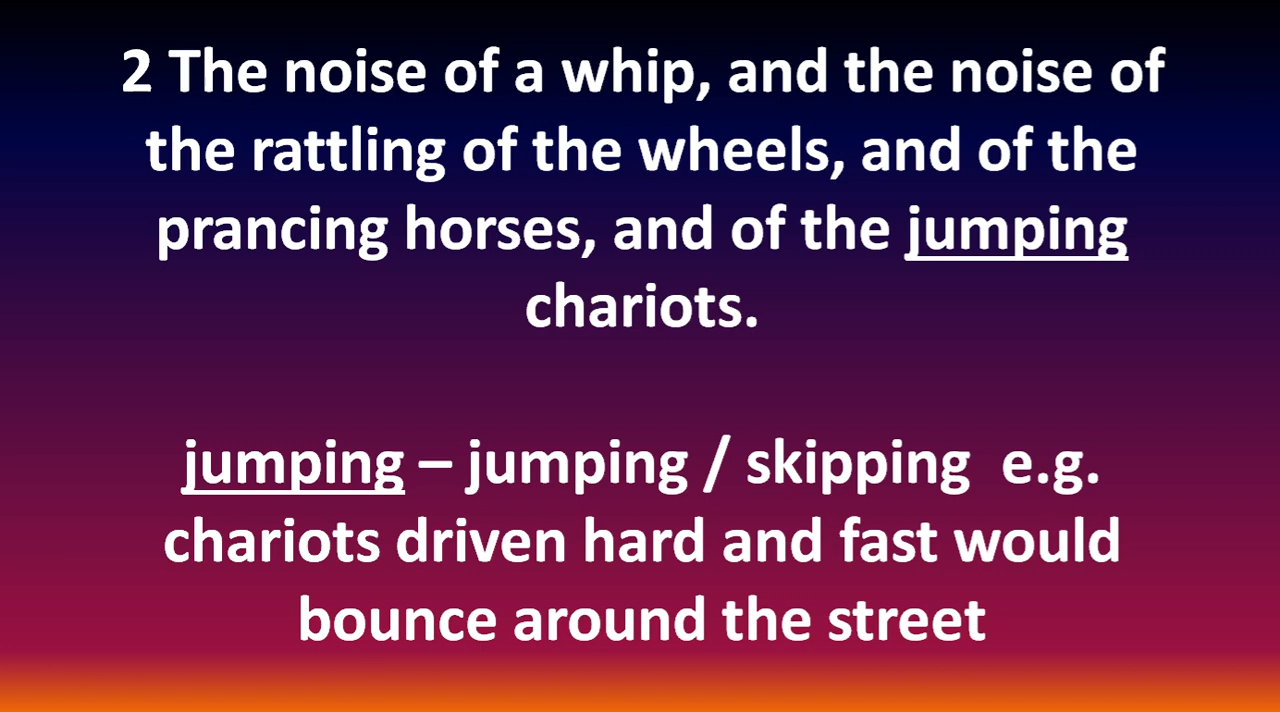 2 The noise of a whip, and the noise of
the rattling of the wheels, and of the
prancing horses, and of the jumping
chariots.
jumping – jumping / skipping  e.g.
chariots driven hard and fast would
bounce around the street